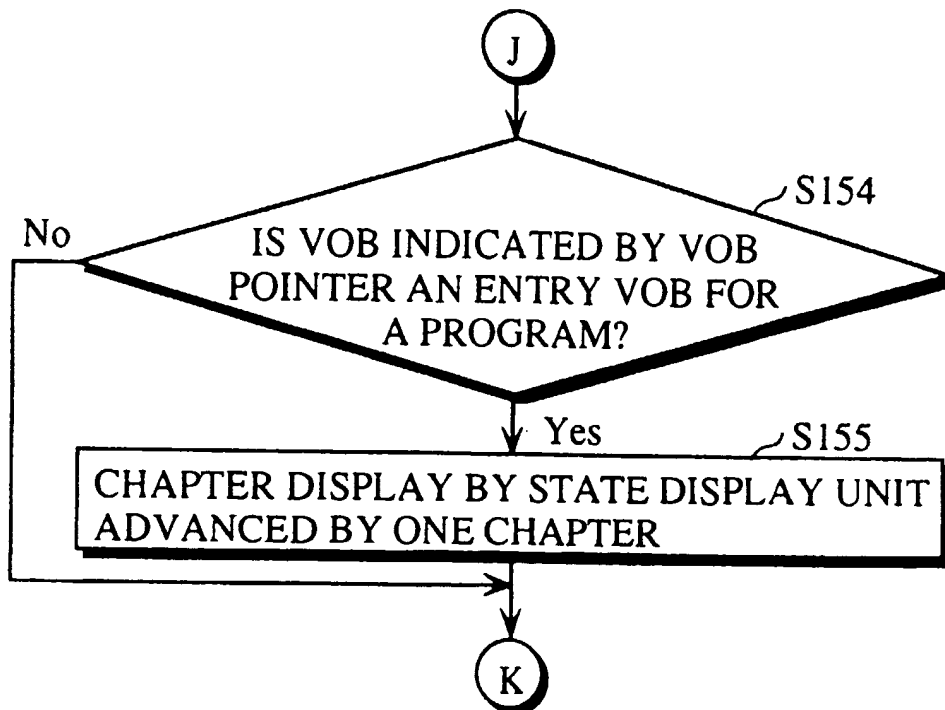 J
S154
No
IS VOB INDICATED BY VOB
POINTER AN ENTRY VOB FOR
A PROGRAM?
Yes
S155
CHAPTER DISPLAY BY STATE DISPLAY UNIT
ADVANCED BY ONE CHAPTER
K